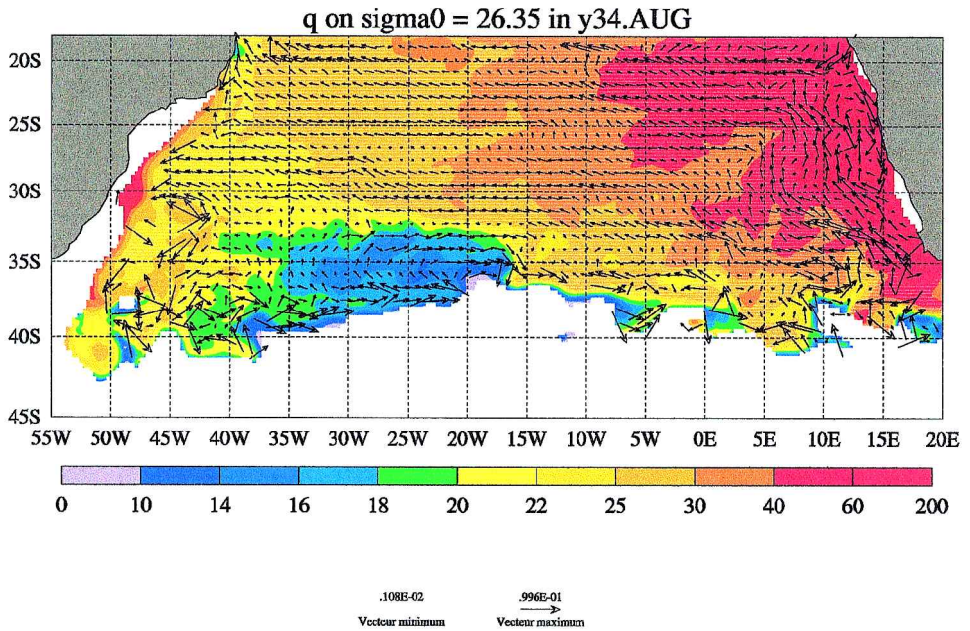 q on sigma0 = 26.35 in y34.AUG
20S
25S
30S
35S
40S
45S
55W 50W 45W 40W 35W 30W 25W 20W 15W 10W 5W 0E 5E 10E 15E 20E
0 10 14 16 18 20 22 25 30 40 60 200
.108E-02 .996E-01
Vecteur minimum Vecteur maximum